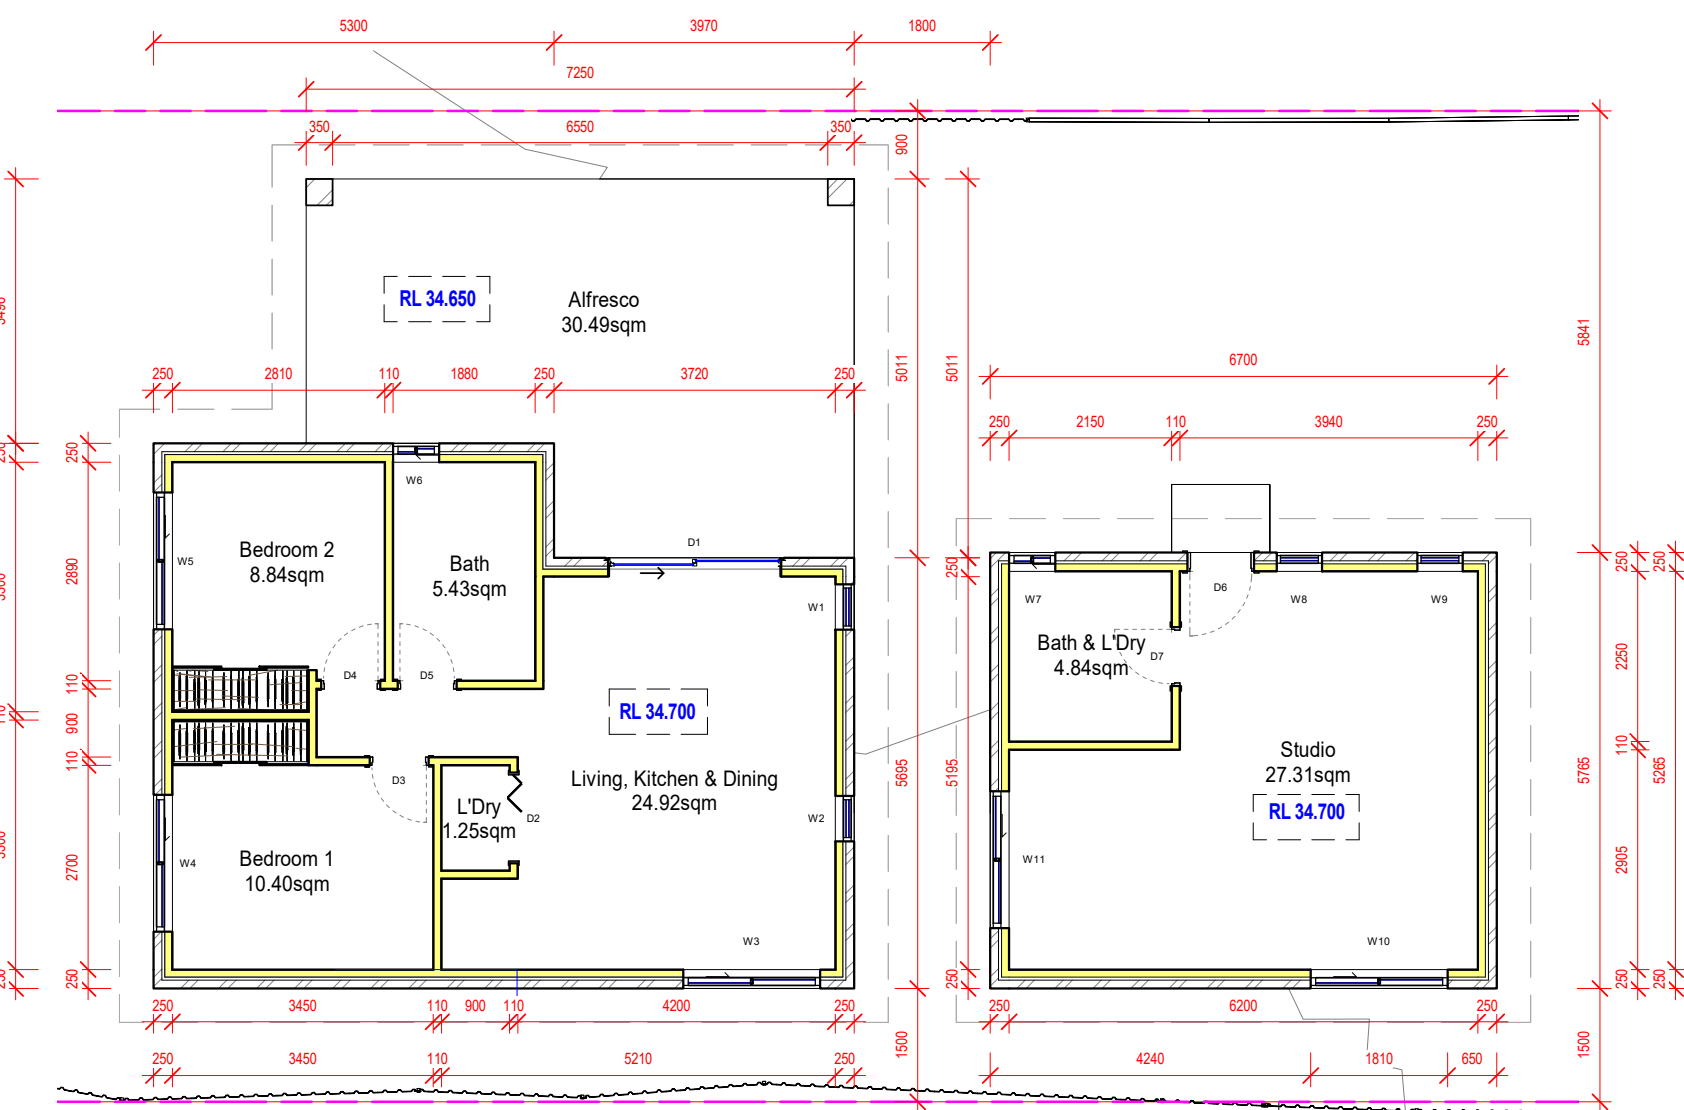 5300
3970
1800
7250
350
6550
350
900
RL 34.650
Alfresco
30.49sqm
5011
5011
5841
6700
250
2810
110
1880
250
3720
250
250
2150
110
3940
250
250
2890
110
900
110
2700
250
W6
D1
W5
Bedroom 2
8.84sqm
Bath
5.43sqm
W1
D4
D5
RL 34.700
Living, Kitchen & Dining
24.92sqm
D3
L'Dry
1.25sqm
D2
W2
W4
Bedroom 1
10.40sqm
W3
250
5695
5195
250
W7
D6
W8
W9
Bath & L'Dry
4.84sqm
D7
Studio
27.31sqm
RL 34.700
W11
W10
250
250
2250
110
5765
5265
2905
250
250
250
3450
110
900
110
4200
250
250
6200
250
1500
1500
250
3450
110
5210
250
4240
1810
650